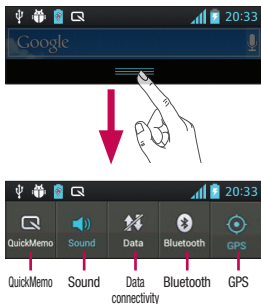 20:33
Google
20:33
QuickMemo Sound Data Bluetooth GPS
QuickMemo Sound Data connectivity Bluetooth GPS